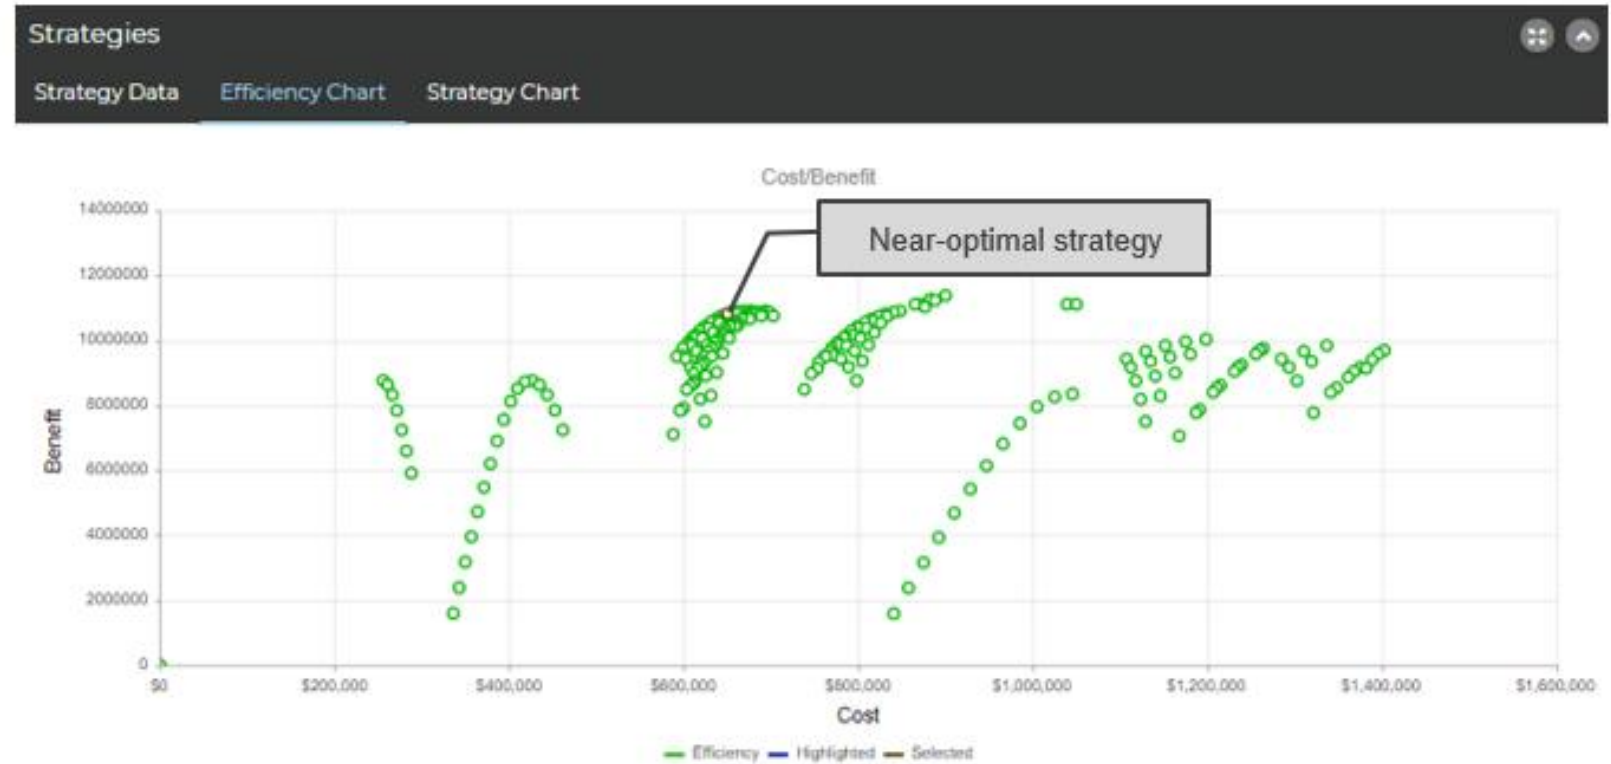 Strategies
Strategy Data Efficiency Chart Strategy Chart
Cost/Benefit
Near-optimal strategy
14000000
12000000
10000000
8000000
6000000
4000000
2000000
0
Benefit
$0 $200,000 $400,000 $600,000 $800,000 $1,000,000 $1,200,000 $1,400,000 $1,600,000
Cost
Efficiency Highlighted Selected